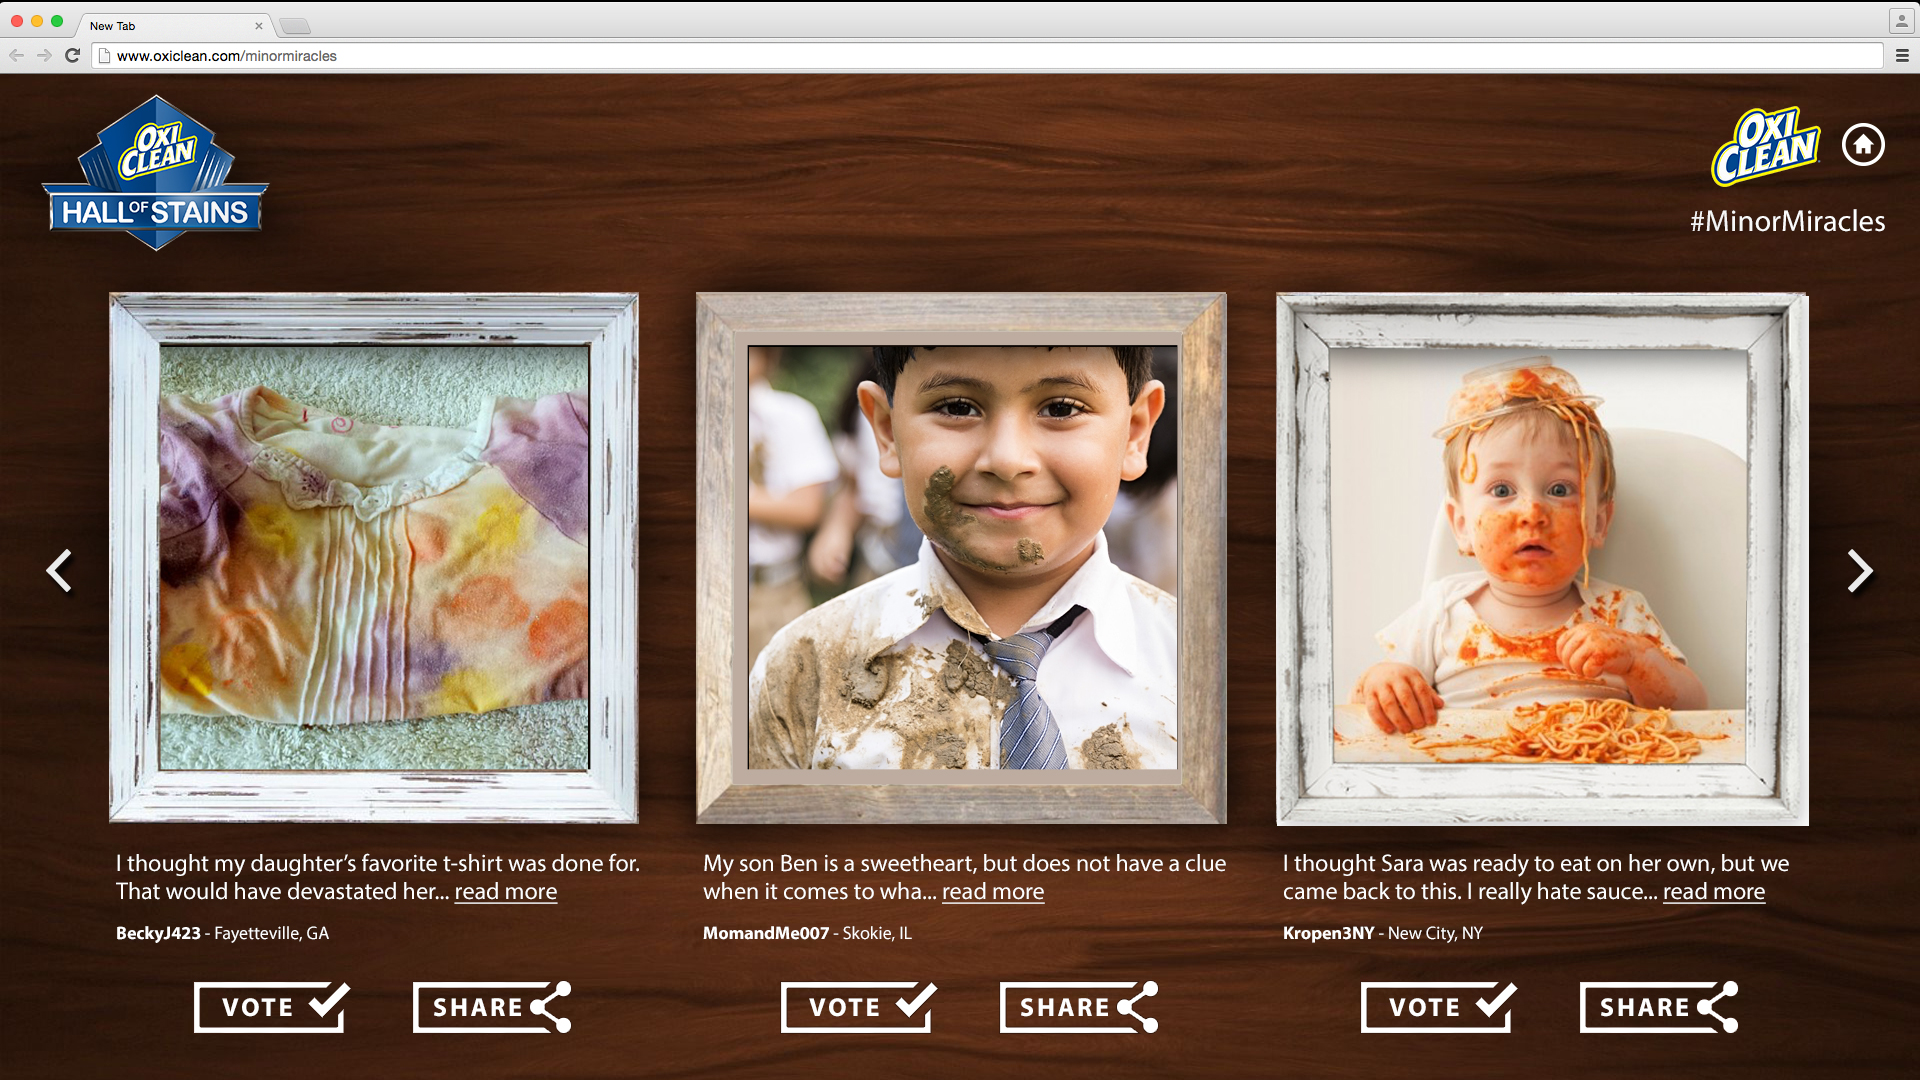 New Tab
www.oxiclean.com/minormiracles
OXI
CLEAN
HALL OF STAINS
OXI
CLEAN
#MinorMiracles
I thought my daughter’s favorite t-shirt was done for.
That would have devastated her... read more
BeckyJ423 - Fayetteville, GA
VOTE
SHARE
My son Ben is a sweetheart, but does not have a clue
when it comes to wha... read more
MomandMe007 - Skokie, IL
VOTE
SHARE
I thought Sara was ready to eat on her own, but we
came back to this. I really hate sauce... read more
Kropen3NY - New City, NY
VOTE
SHARE